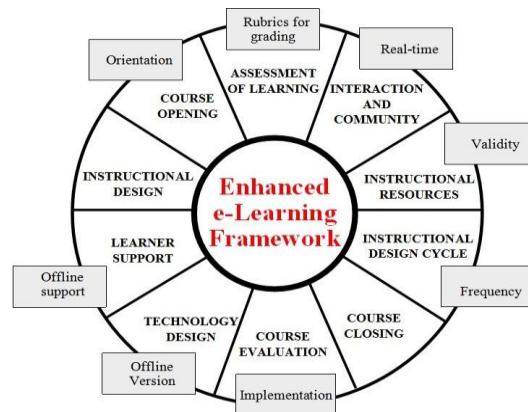 Rubrics for
grading
Real-time
Orientation
ASSESSMENT
OF LEARNING
COURSE
OPENING
INTERACTION
AND
COMMUNITY
Validity
INSTRUCTIONAL
DESIGN
Enhanced
e-Learning
Framework
INSTRUCTIONAL
RESOURCES
LEARNER
SUPPORT
INSTRUCTIONAL
DESIGN CYCLE
Offline
support
Frequency
TECHNOLOGY
DESIGN
COURSE
EVALUATION
COURSE
CLOSING
Offline
Version
Implementation